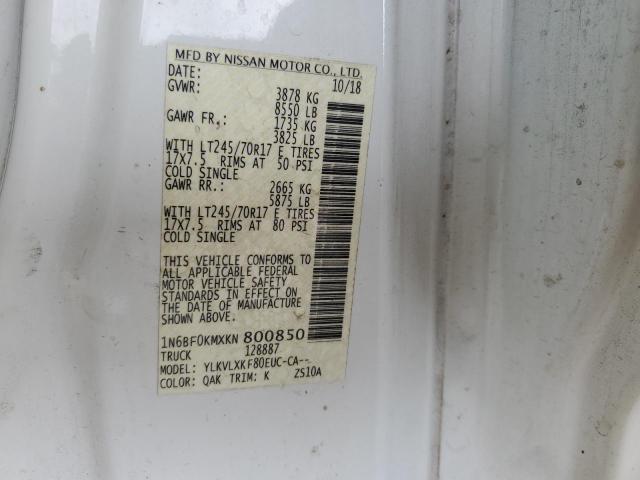 MFD BY NISSAN MOTOR CO., LTD.
DATE: 10/18
GVWR: 3878 KG
8550 LB
GAWR FR.: 1735 KG
3825 LB
WITH LT245/70R17 E TIRES
17X7.5 RIMS AT 50 PSI
COLD SINGLE
GAWR RR.: 2665 KG
5875 LB
WITH LT245/70R17 E TIRES
17X7.5 RIMS AT 80 PSI
COLD SINGLE
THIS VEHICLE CONFORMS TO
ALL APPLICABLE FEDERAL
MOTOR VEHICLE SAFETY
STANDARDS IN EFFECT ON
THE DATE OF MANUFACTURE
SHOWN ABOVE.
1N6BF0KMXKN 800850
TRUCK 128887
MODEL: YLKVLXKF80EUC-CA--
COLOR: QAK TRIM: K ZS10A